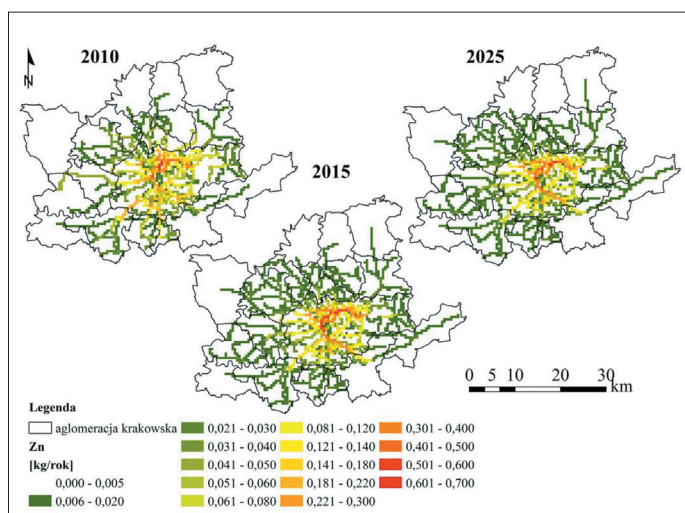 2010
2025
N
2015
0 5 10 20 30
km
Legenda
aglomeracja krakowska
Zn
[kg/rok]
0,000 - 0,005
0,006 - 0,020
0,021 - 0,030
0,031 - 0,040
0,041 - 0,050
0,051 - 0,060
0,061 - 0,080
0,081 - 0,120
0,121 - 0,140
0,141 - 0,180
0,181 - 0,220
0,221 - 0,300
0,301 - 0,400
0,401 - 0,500
0,501 - 0,600
0,601 - 0,700